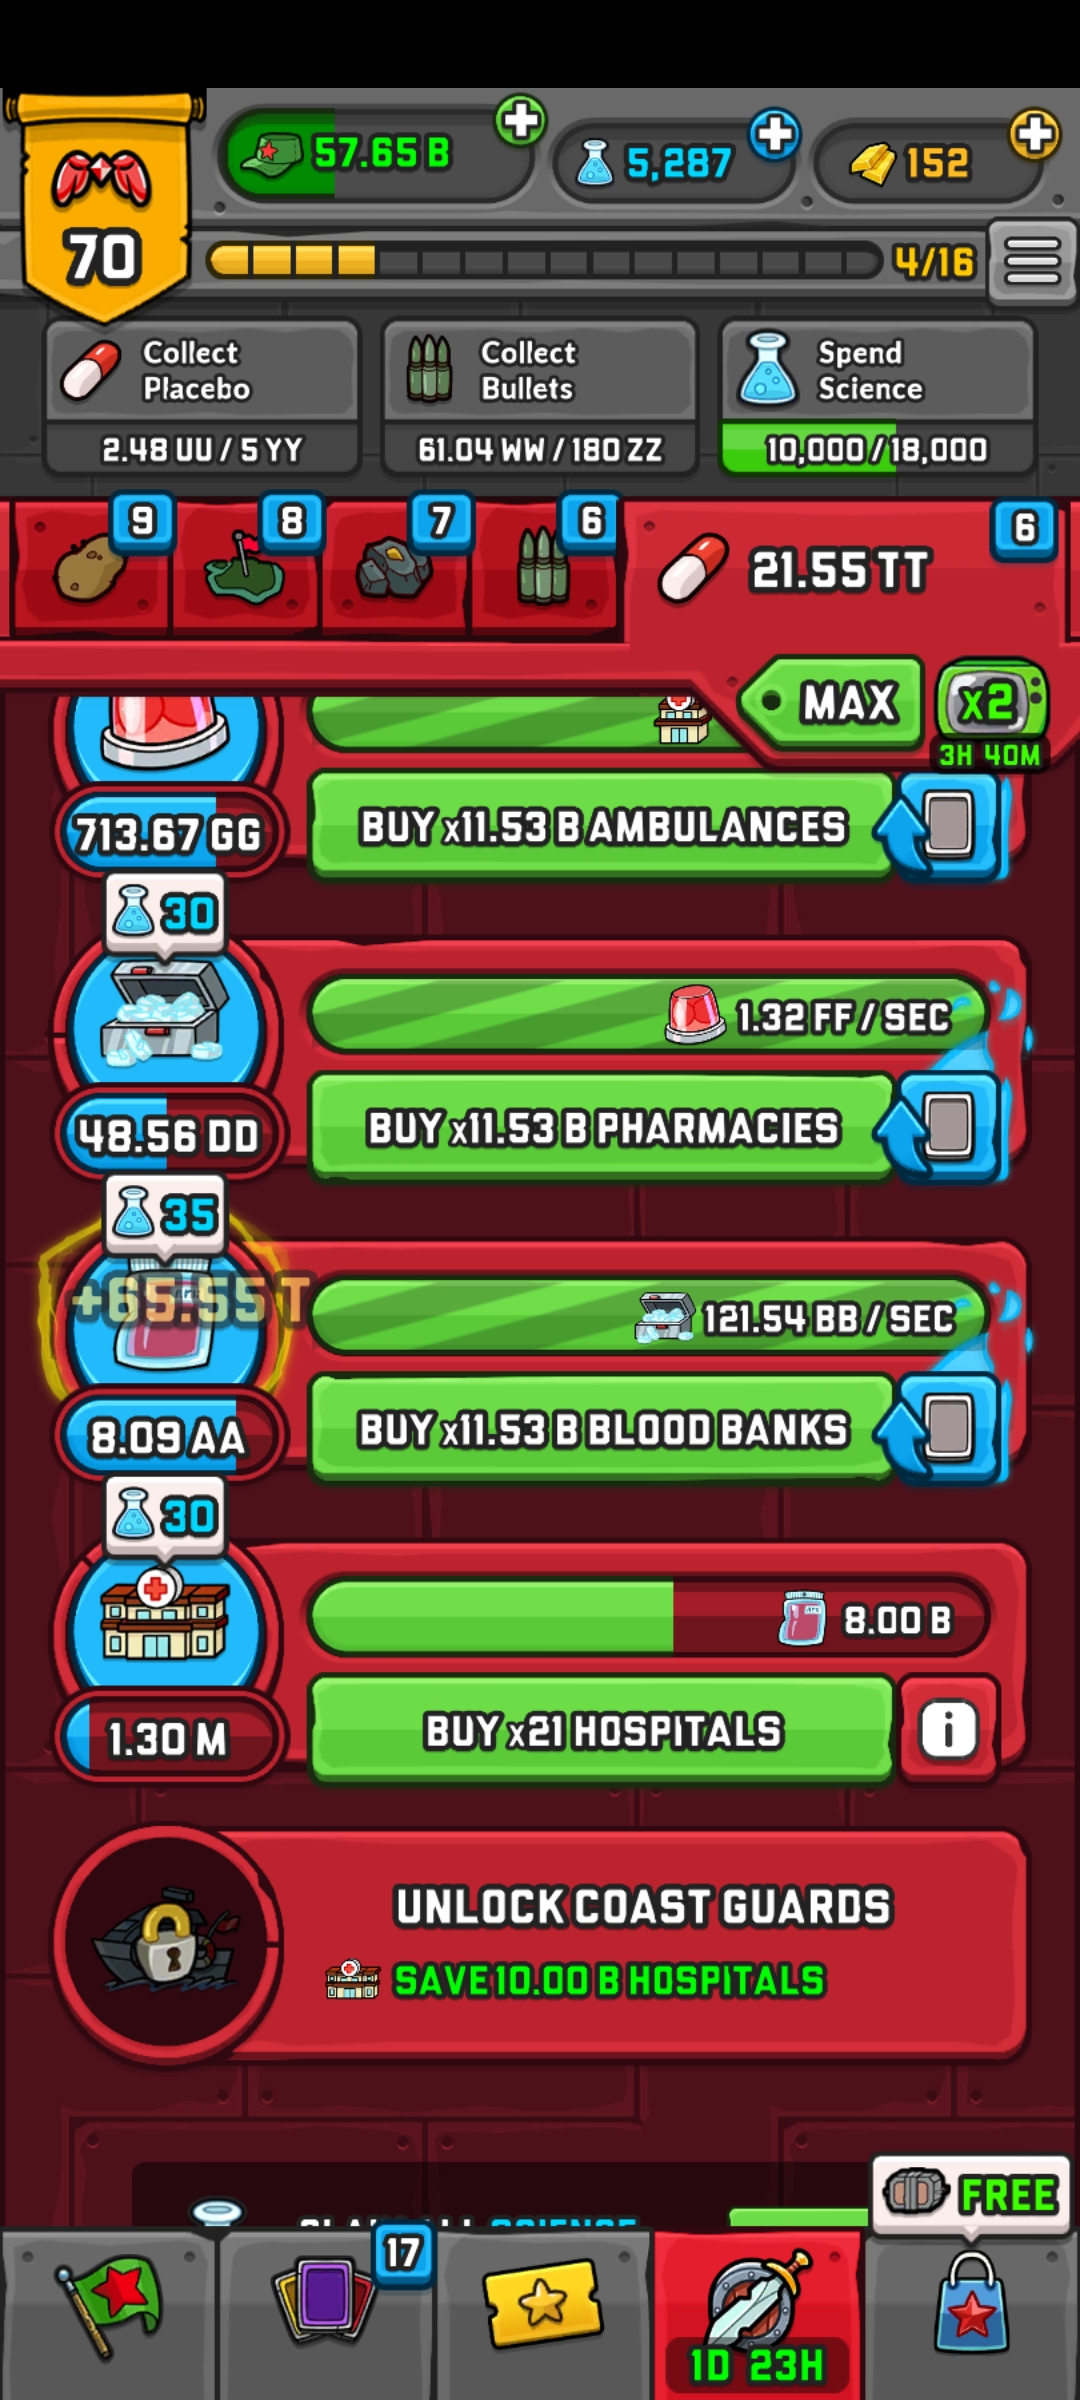 57.65 B
5,287
152
70
4/16
Collect
Placebo
2.48 UU / 5 YY
Collect
Bullets
61.04 WW / 180 ZZ
Spend
Science
10,000 / 18,000
9
8
7
6
21.55 TT
6
MAX
x2
3H 40M
713.67 GG
BUY x11.53 B AMBULANCES
30
1.32 FF / SEC
48.56 DD
BUY x11.53 B PHARMACIES
35
+65.55 T
121.54 BB / SEC
8.09 AA
BUY x11.53 B BLOOD BANKS
30
8.00 B
1.30 M
BUY x21 HOSPITALS
i
UNLOCK COAST GUARDS
SAVE 10.00 B HOSPITALS
FREE
17
1D 23H